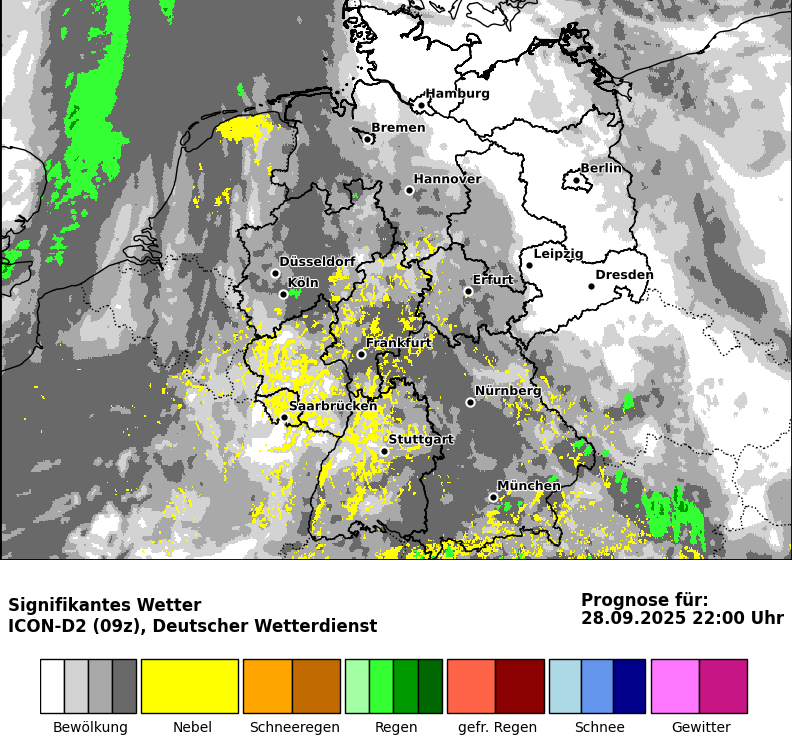 Hamburg
Bremen
Berlin
Hannover
Leipzig
Düsseldorf
Dresden
Köln
Erfurt
Frankfurt
Nürnberg
Saarbrücken
Stuttgart
München
Signifikantes Wetter
ICON-D2 (09z), Deutscher Wetterdienst
Prognose für:
28.09.2025 22:00 Uhr
Bewölkung Nebel Schneeregen Regen gefr. Regen Schnee Gewitter